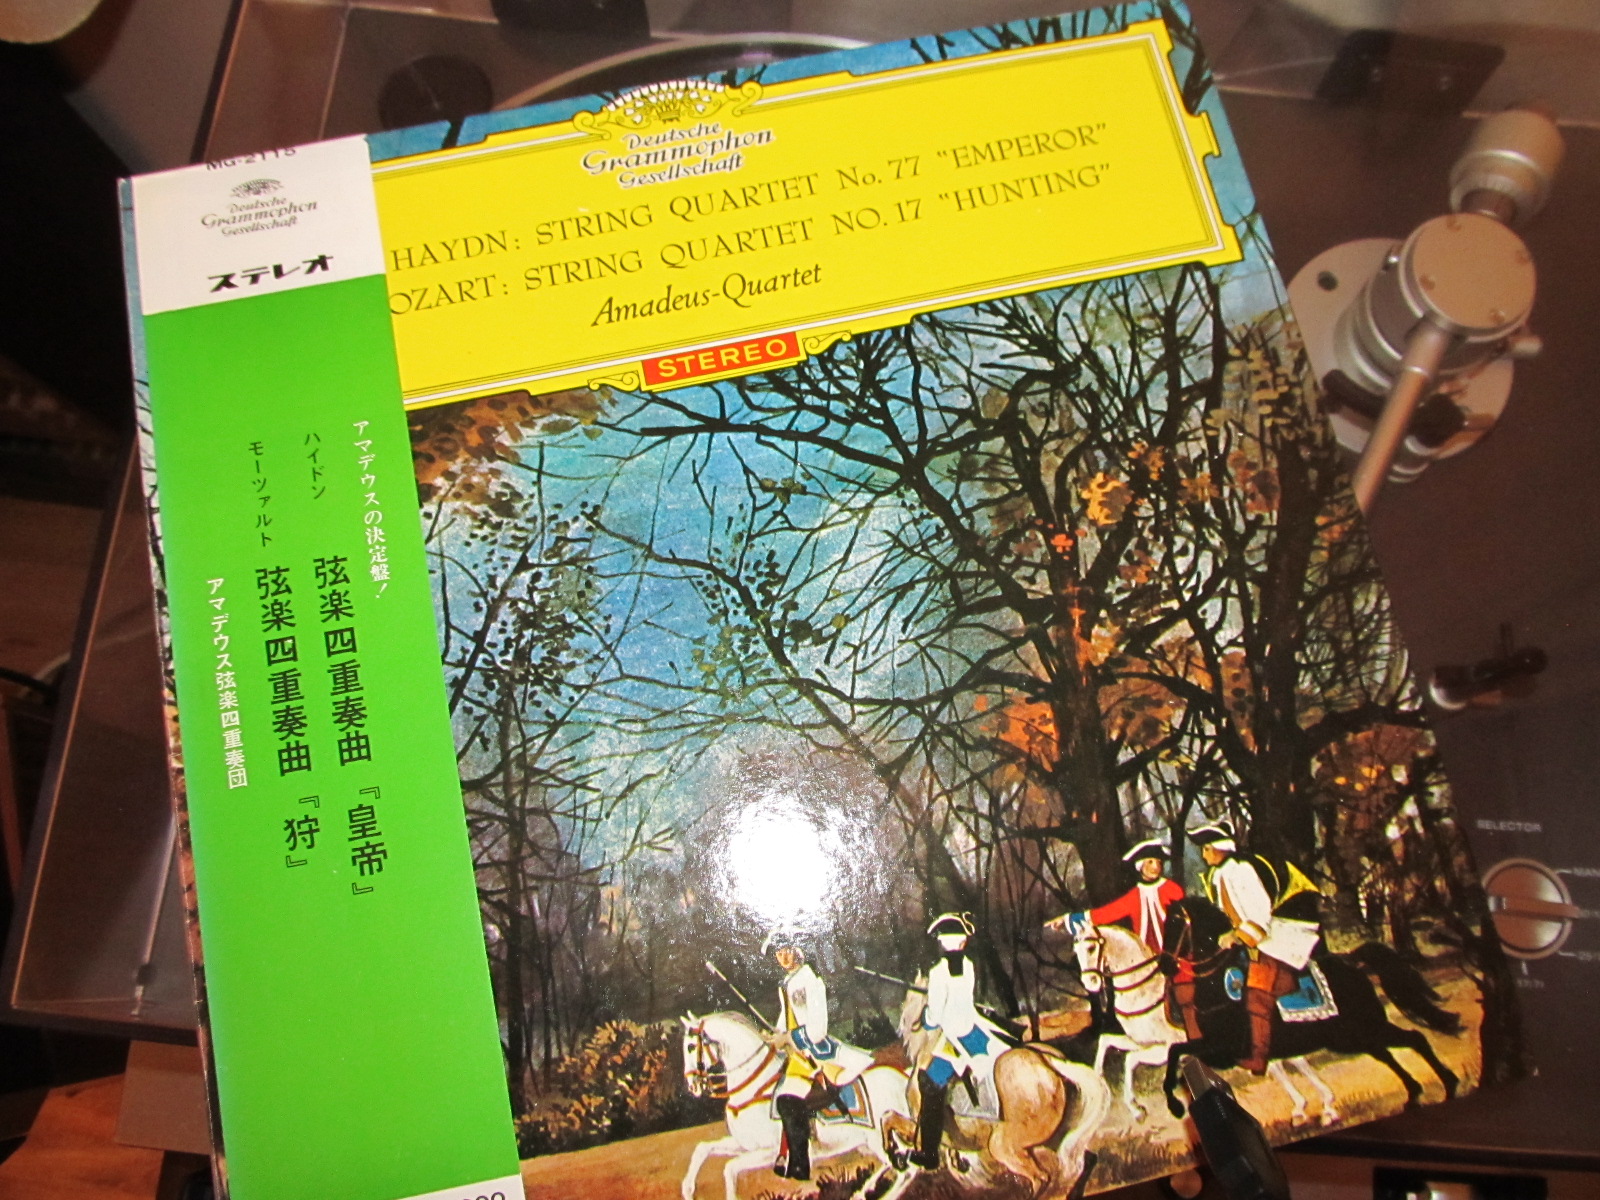 MG-2115
Deutsche
Grammophon
Gesellschaft
ステレオ
アマデウスの決定盤!
ハイドン 弦楽四重奏曲『皇帝』
モーツァルト 弦楽四重奏曲『狩』
アマデウス弦楽四重奏団
Deutsche
Grammophon
Gesellschaft
HAYDN: STRING QUARTET No. 77 “EMPEROR”
OZART: STRING QUARTET NO. 17 “HUNTING”
Amadeus-Quartet
STEREO
SELECTOR